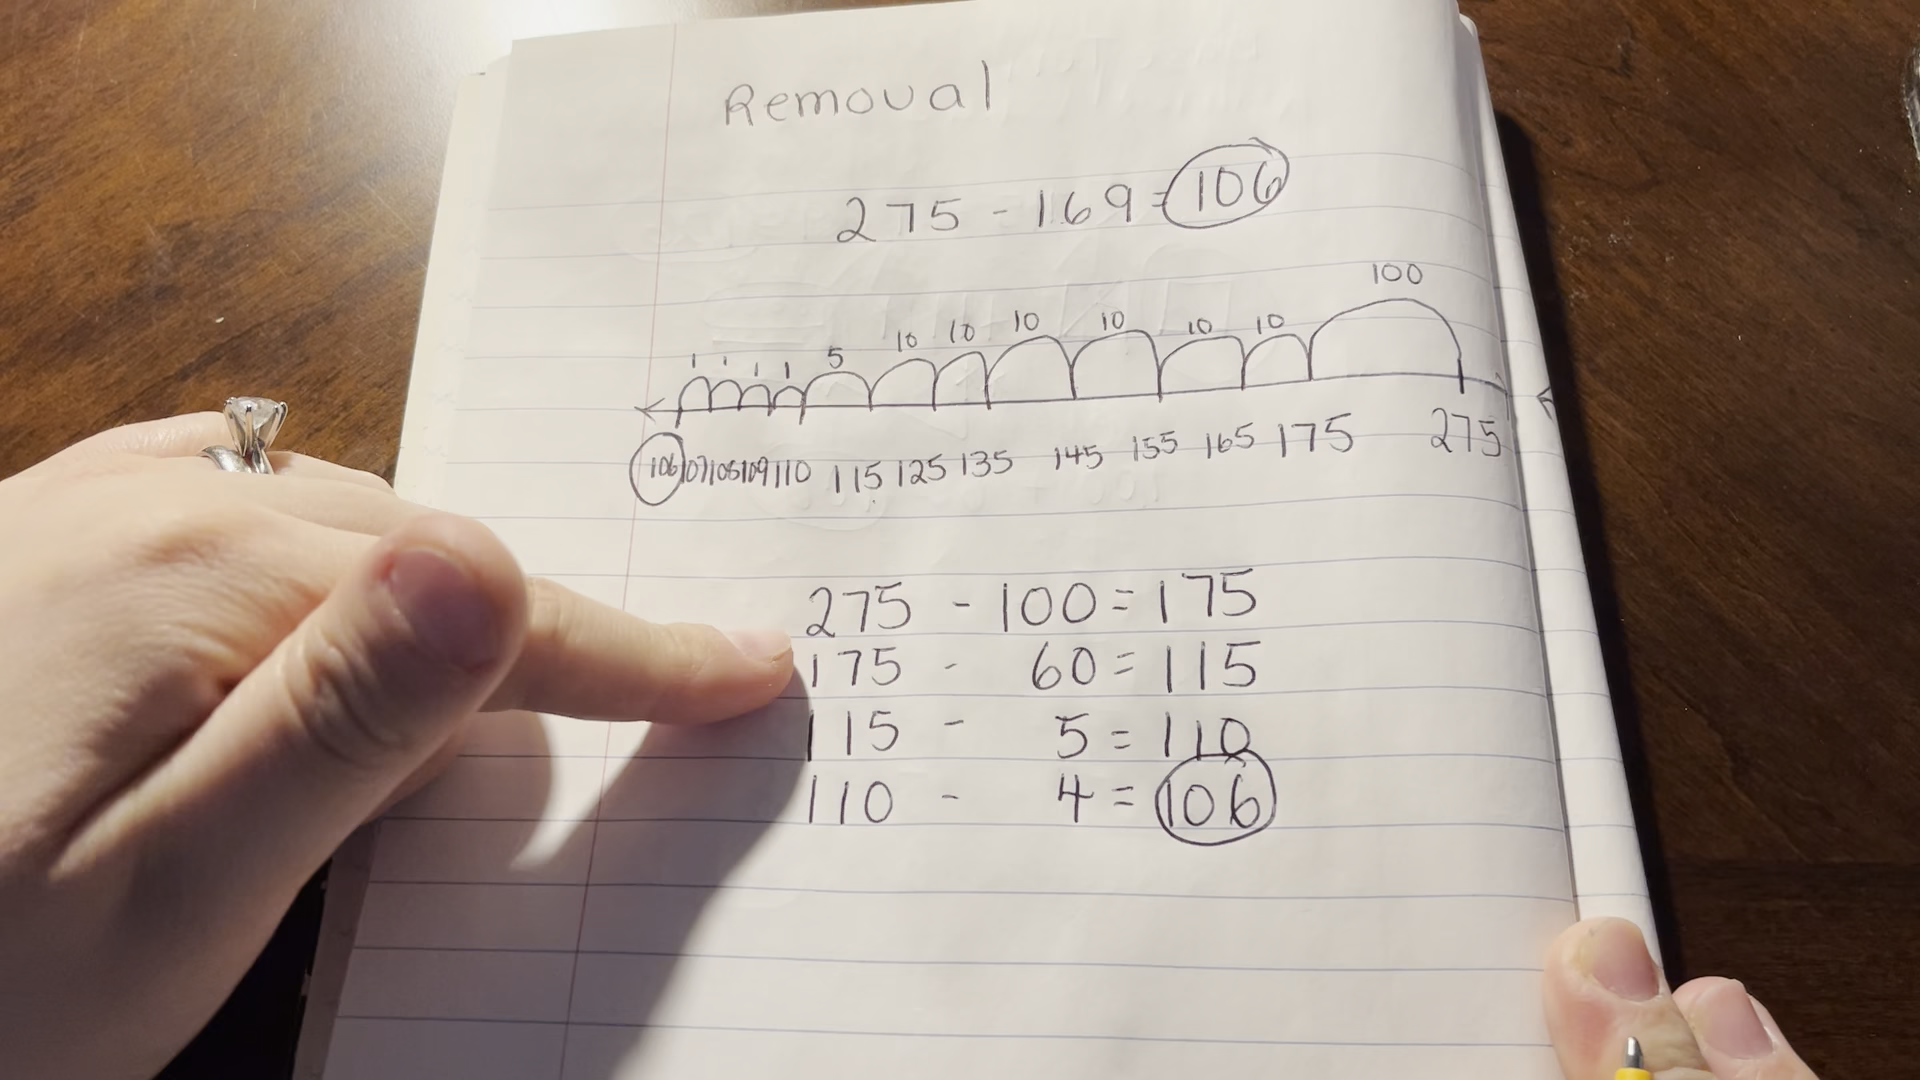 Removal
275 - 169 = 106
100
1 1 1 1 5 10 10 10 10 10 10
106 107 108 109 110 115 125 135 145 155 165 175 275
275 - 100 = 175
175 - 60 = 115
115 - 5 = 110
110 - 4 = 106